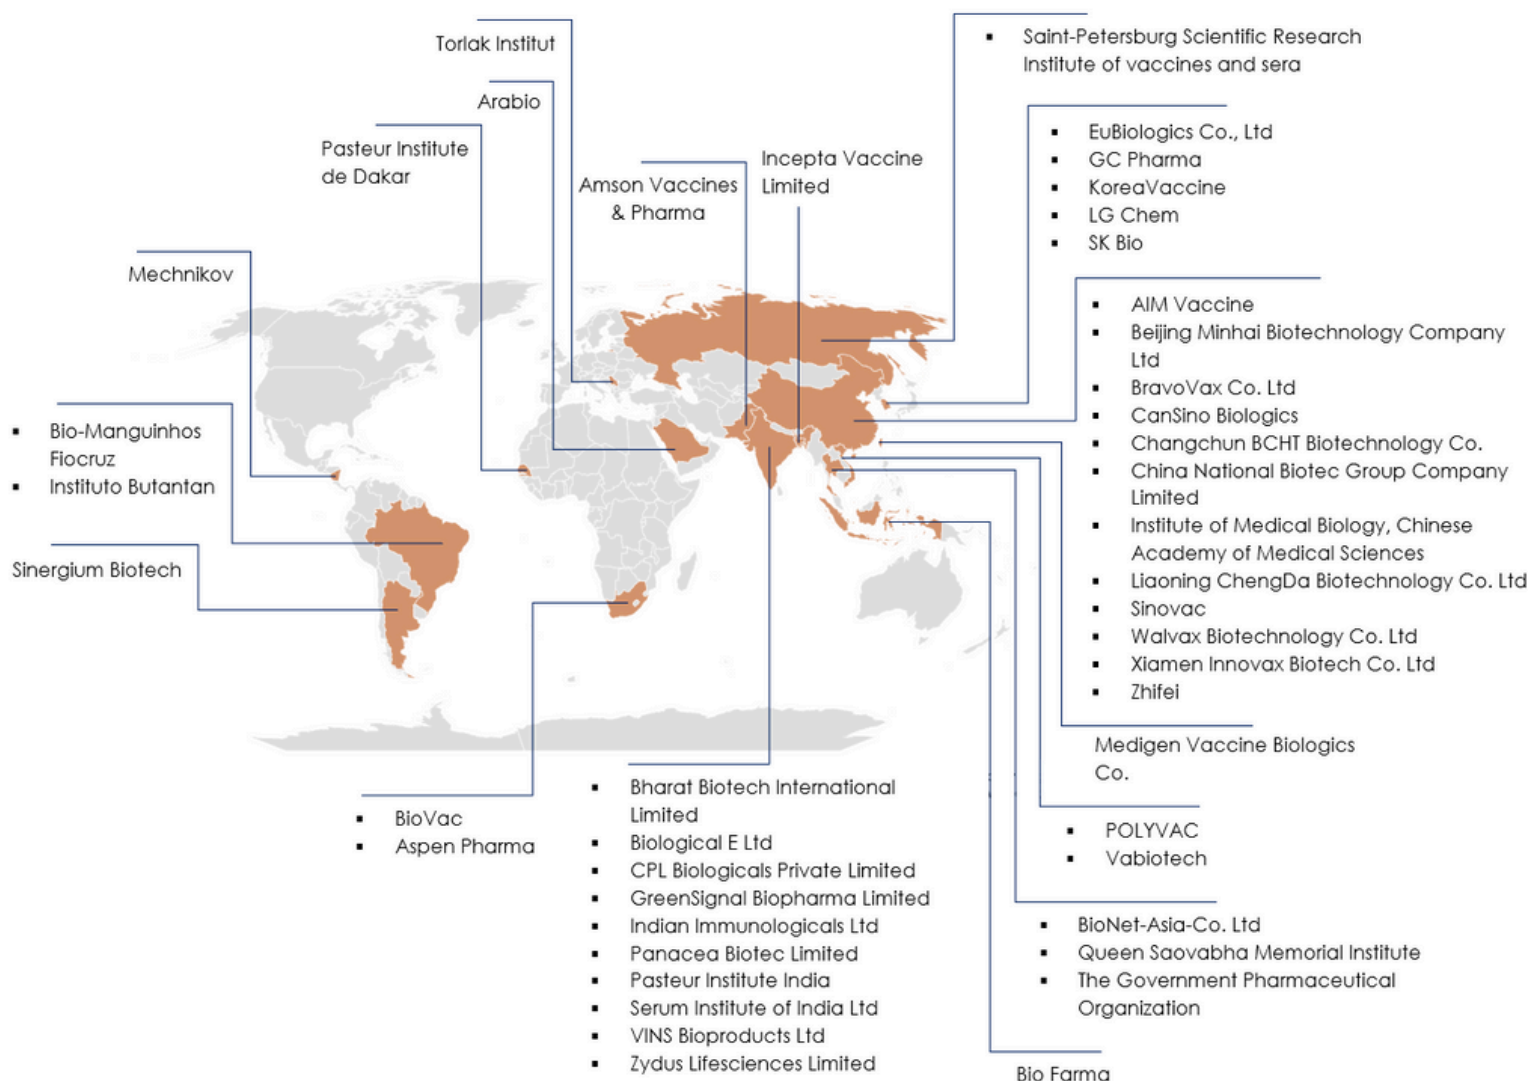 Torlak Institut
Arabio
Pasteur Institute
de Dakar
Amson Vaccines
& Pharma
Incepta Vaccine
Limited
▪ Saint-Petersburg Scientific Research
Institute of vaccines and sera
▪ EuBiologics Co., Ltd
▪ GC Pharma
▪ KoreaVaccine
▪ LG Chem
▪ SK Bio
Mechnikov
▪ Bio-Manguinhos
Fiocruz
▪ Instituto Butantan
Sinergium Biotech
▪ AIM Vaccine
▪ Beijing Minhai Biotechnology Company
Ltd
▪ BravoVax Co. Ltd
▪ CanSino Biologics
▪ Changchun BCHT Biotechnology Co.
▪ China National Biotec Group Company
Limited
▪ Institute of Medical Biology, Chinese
Academy of Medical Sciences
▪ Liaoning ChengDa Biotechnology Co. Ltd
▪ Sinovac
▪ Walvax Biotechnology Co. Ltd
▪ Xiamen Innovax Biotech Co. Ltd
▪ Zhifei
Medigen Vaccine Biologics
Co.
▪ BioVac
▪ Aspen Pharma
▪ Bharat Biotech International
Limited
▪ Biological E Ltd
▪ CPL Biologicals Private Limited
▪ GreenSignal Biopharma Limited
▪ Indian Immunologicals Ltd
▪ Panacea Biotec Limited
▪ Pasteur Institute India
▪ Serum Institute of India Ltd
▪ VINS Bioproducts Ltd
▪ Zydus Lifesciences Limited
▪ POLYVAC
▪ Vabiotech
▪ BioNet-Asia-Co. Ltd
▪ Queen Saovabha Memorial Institute
▪ The Government Pharmaceutical
Organization
Bio Farma